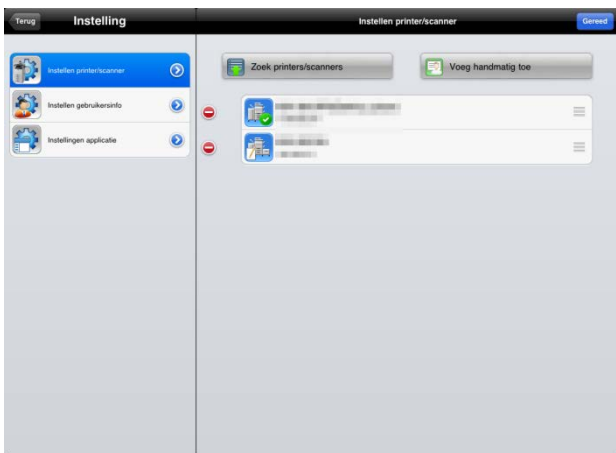 Terug
Instelling
Instellen printer/scanner
Gereed
Instellen printer/scanner
Instellen gebruikersinfo
Instellingen applicatie
Zoek printers/scanners
Voeg handmatig toe